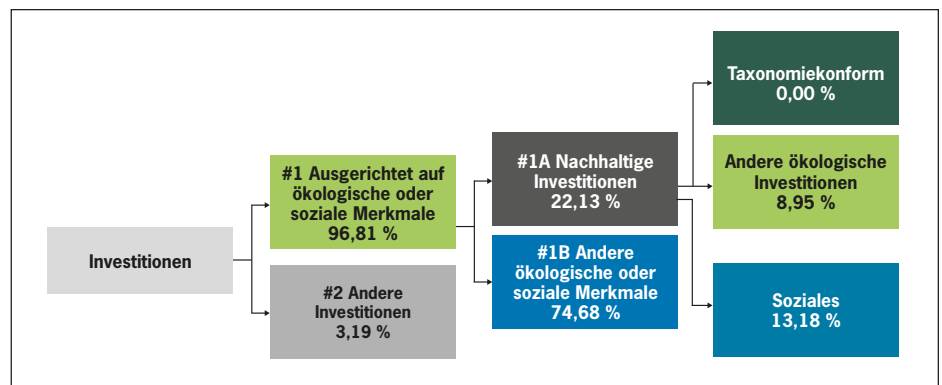 Investitionen
#1 Ausgerichtet auf
ökologische oder
soziale Merkmale
96,81 %
#2 Andere
Investitionen
3,19 %
#1A Nachhaltige
Investitionen
22,13 %
#1B Andere
ökologische oder
soziale Merkmale
74,68 %
Taxonomiekonform
0,00 %
Andere ökologische
Investitionen
8,95 %
Soziales
13,18 %